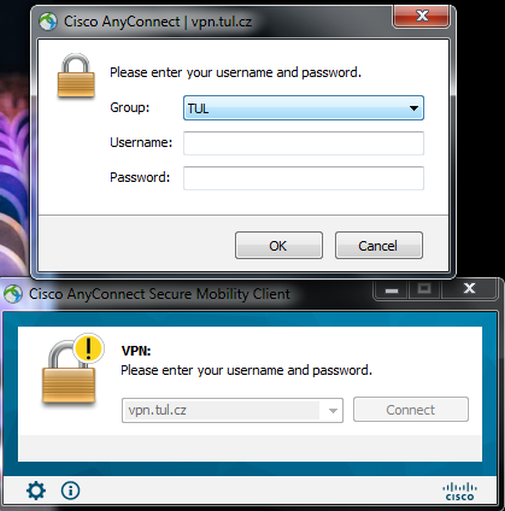 Cisco AnyConnect | vpn.tul.cz
Please enter your username and password.
Group: TUL
Username:
Password:
OK Cancel
Cisco AnyConnect Secure Mobility Client
VPN:
Please enter your username and password.
vpn.tul.cz Connect
CISCO